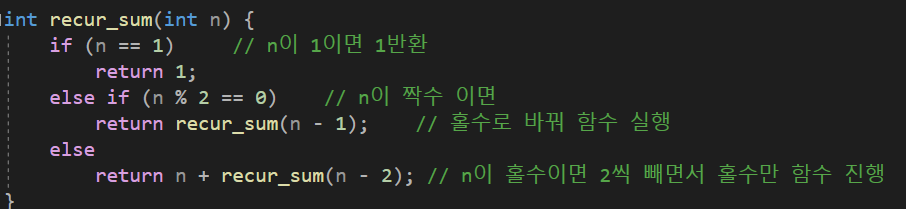 int recur_sum(int n) {
    if (n == 1)     // n이 1이면 1반환
        return 1;
    else if (n % 2 == 0)    // n이 짝수 이면
        return recur_sum(n - 1);    // 홀수로 바꿔 함수 실행
    else
        return n + recur_sum(n - 2); // n이 홀수이면 2씩 빼면서 홀수만 함수 진행
}